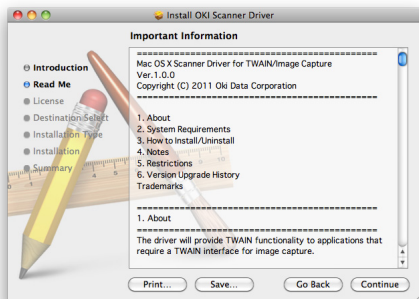 Install OKI Scanner Driver
Important Information
Introduction
Read Me
License
Destination Select
Installation Type
Installation
Summary
==============================================
Mac OS X Scanner Driver for TWAIN/Image Capture
Ver.1.0.0
Copyright (C) 2011 Oki Data Corporation
==============================================
1. About
2. System Requirements
3. How to Install/Uninstall
4. Notes
5. Restrictions
6. Version Upgrade History
Trademarks
==============================================
1. About
==============================================
The driver will provide TWAIN functionality to applications that
require a TWAIN interface for image capture.
Print...
Save...
Go Back
Continue